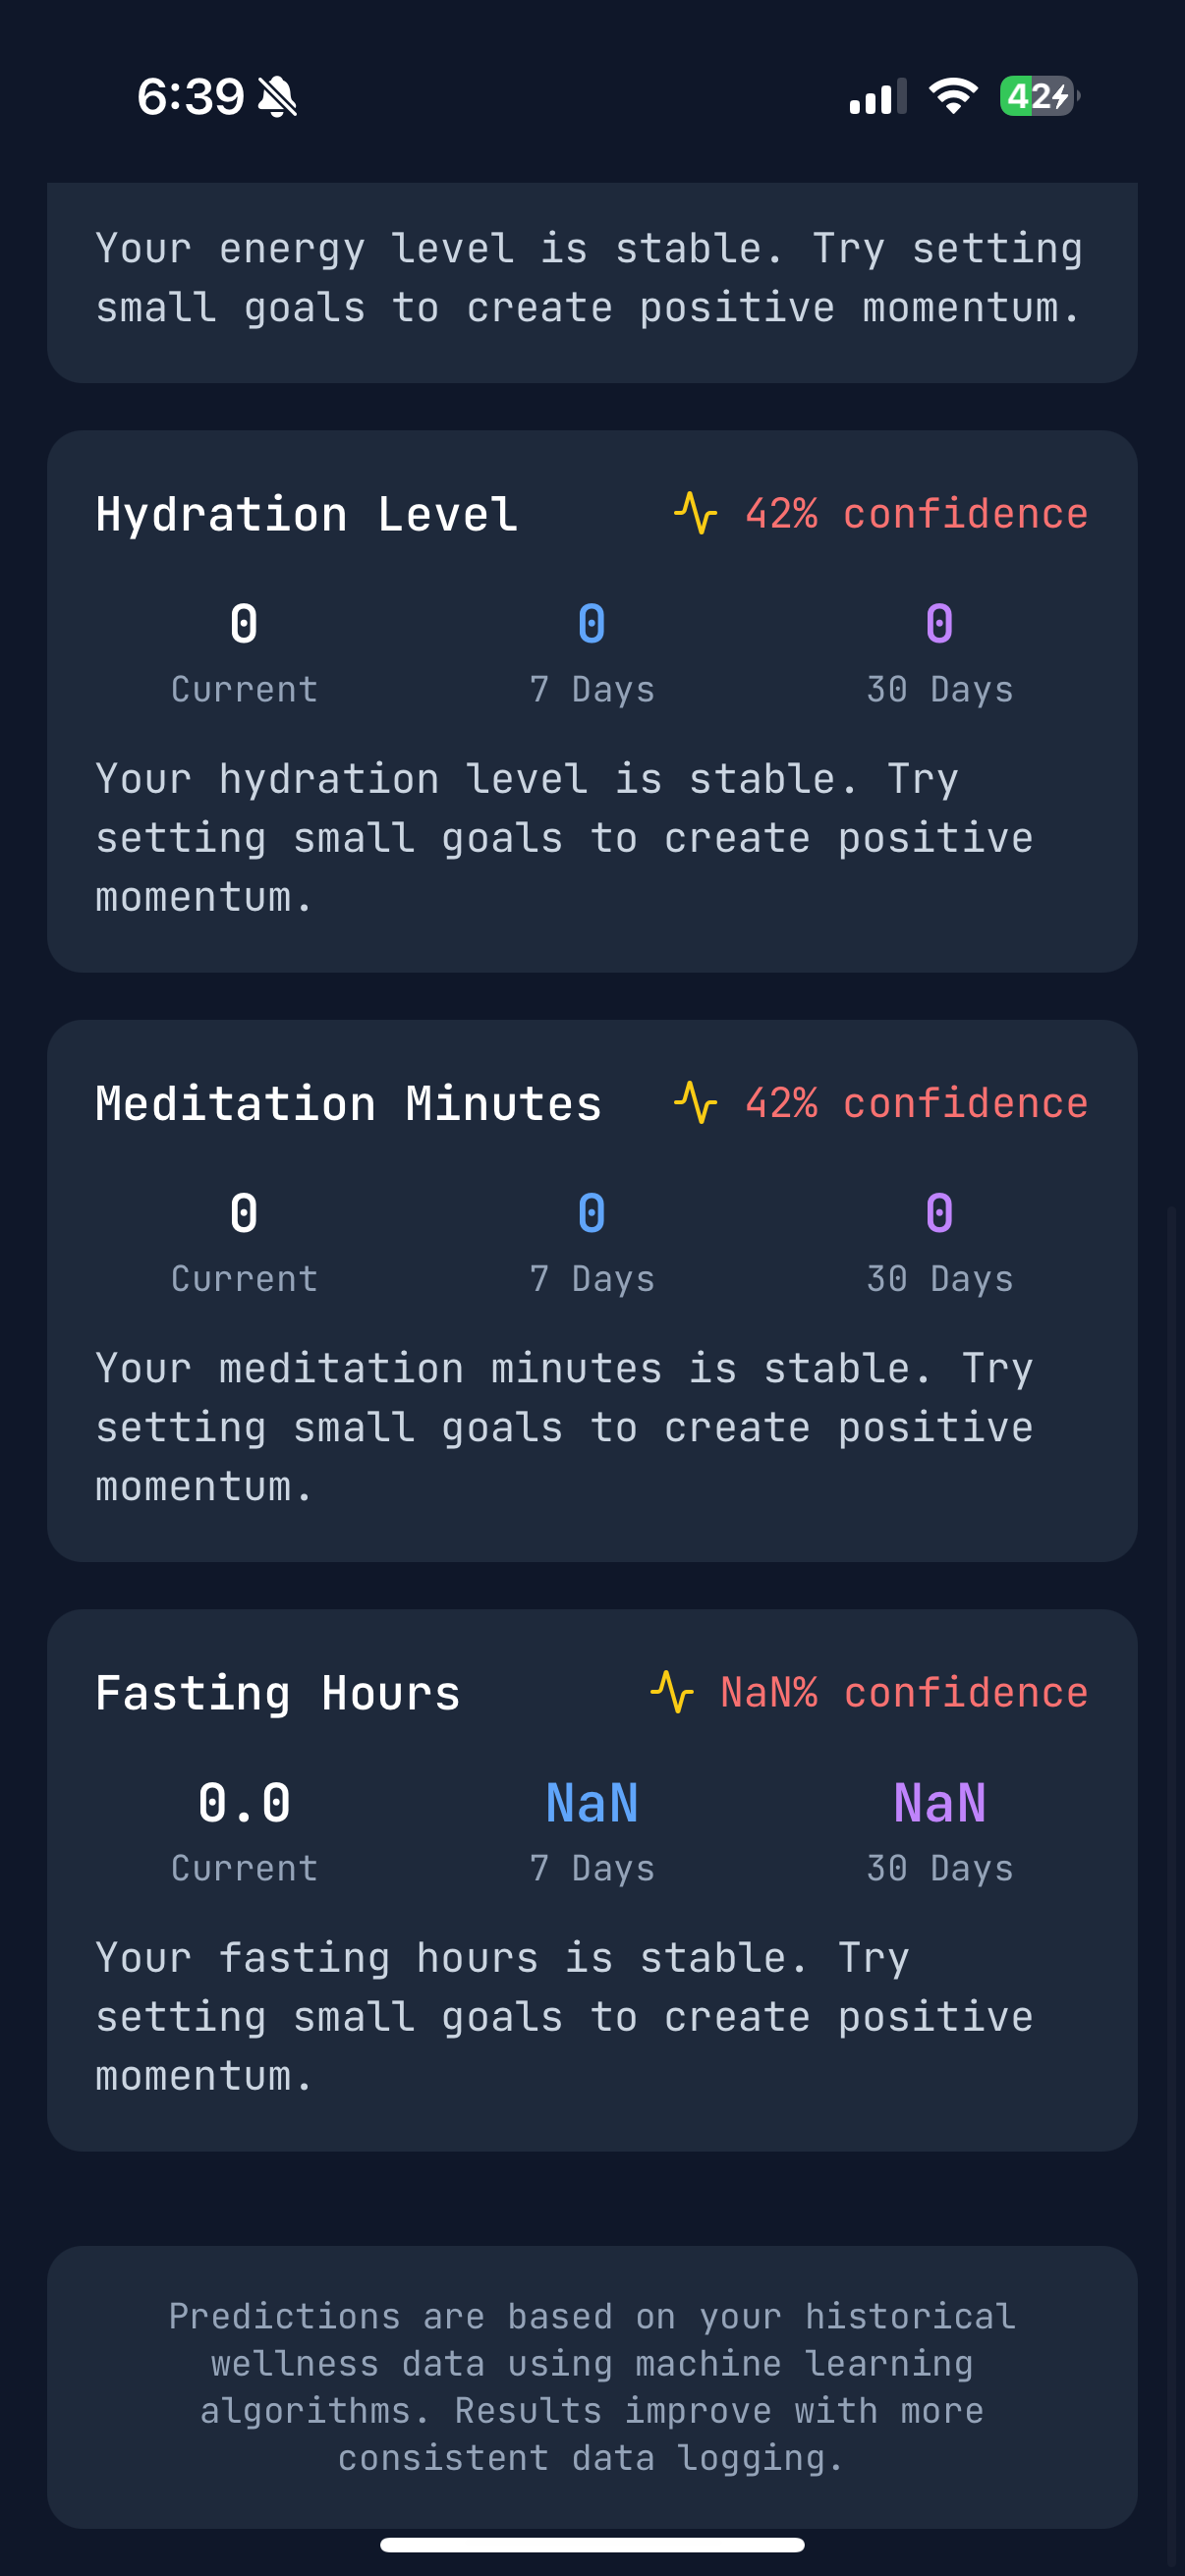 6:39
42
Your energy level is stable. Try setting
small goals to create positive momentum.
Hydration Level
42% confidence
0
0
0
Current
7 Days
30 Days
Your hydration level is stable. Try
setting small goals to create positive
momentum.
Meditation Minutes
42% confidence
0
0
0
Current
7 Days
30 Days
Your meditation minutes is stable. Try
setting small goals to create positive
momentum.
Fasting Hours
NaN% confidence
0.0
NaN
NaN
Current
7 Days
30 Days
Your fasting hours is stable. Try
setting small goals to create positive
momentum.
Predictions are based on your historical
wellness data using machine learning
algorithms. Results improve with more
consistent data logging.